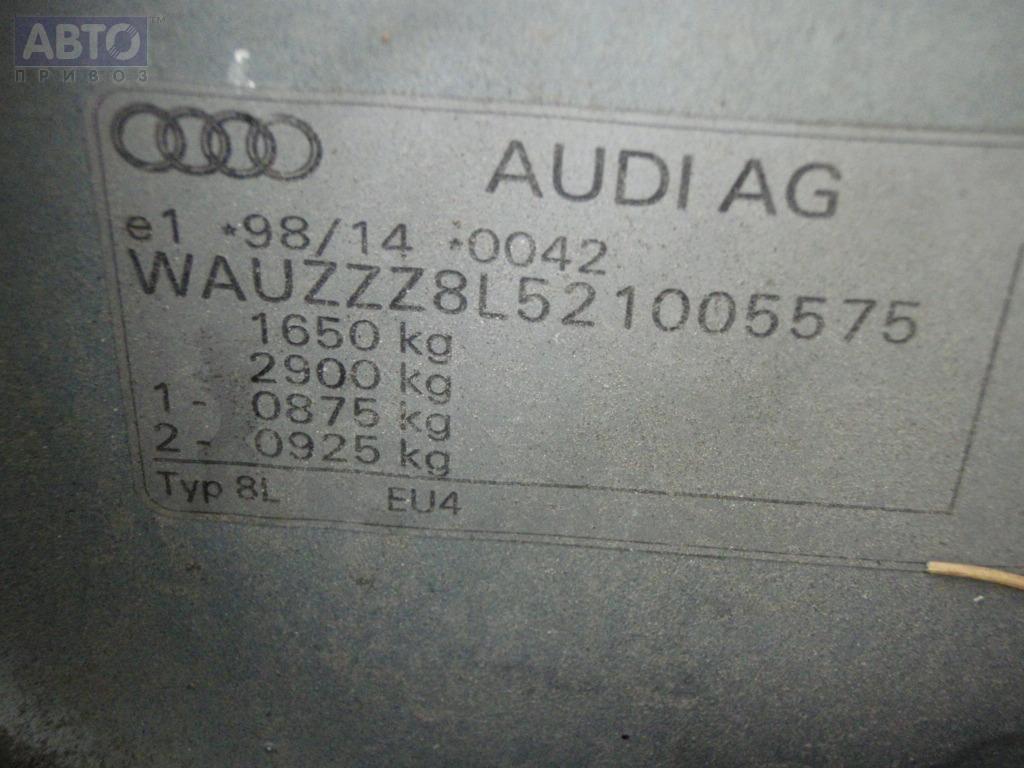 АВТО™
ПРИВОЗ
AUDI AG
e1 *98/14 *0042
WAUZZZ8L521005575
1650 kg
2900 kg
1- 0875 kg
2- 0925 kg
Typ 8L EU4